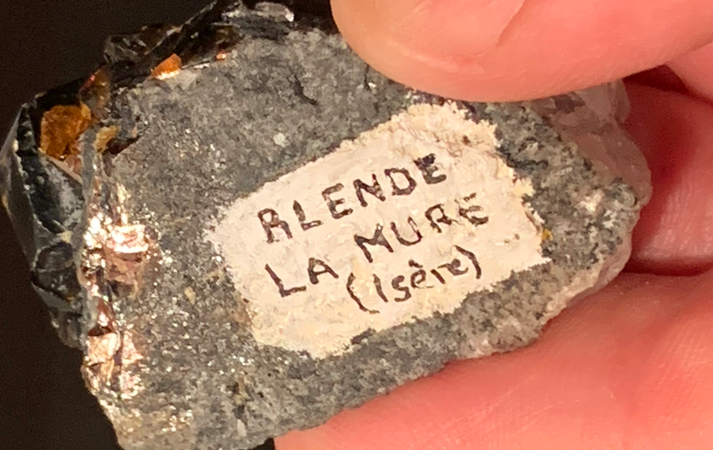 BLENDE
LA MURE
(Isère)